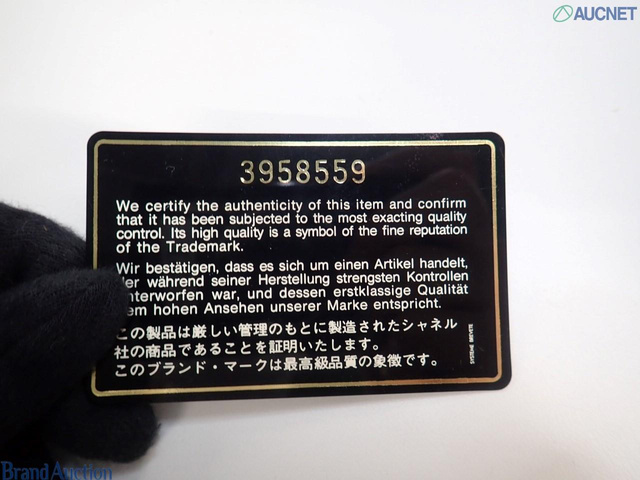 AUCNET
3958559
We certify the authenticity of this item and confirm
that it has been subjected to the most exacting quality
control. Its high quality is a symbol of the fine reputation
of the Trademark.
Wir bestätigen, dass es sich um einen Artikel handelt,
der während seiner Herstellung strengsten Kontrollen
unterworfen war, und dessen erstklassige Qualität
dem hohen Ansehen unserer Marke entspricht.
この製品は厳しい管理のもとに製造されたシャネル
社の商品であることを証明いたします。
このブランド・マークは最高級品質の象徴です。
SYSTEME BREVETE
Brand Auction